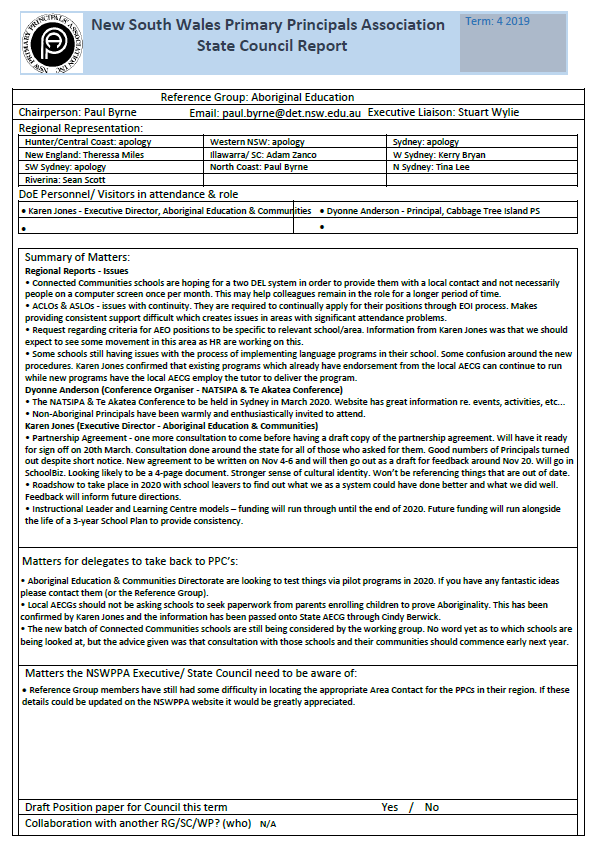 NSW PRIMARY PRINCIPALS' ASSOCIATION INC
New South Wales Primary Principals Association
State Council Report
Term: 4 2019
Reference Group: Aboriginal Education
Chairperson: Paul Byrne Email: paul.byrne@det.nsw.edu.au Executive Liaison: Stuart Wylie
Regional Representation:
Hunter/Central Coast: apology Western NSW: apology Sydney: apology
New England: Theressa Miles Illawarra/ SC: Adam Zanco W Sydney: Kerry Bryan
SW Sydney: apology North Coast: Paul Byrne N Sydney: Tina Lee
Riverina: Sean Scott
DoE Personnel/ Visitors in attendance & role
• Karen Jones - Executive Director, Aboriginal Education & Communities • Dyonne Anderson - Principal, Cabbage Tree Island PS
• •
Summary of Matters:
Regional Reports - Issues
• Connected Communities schools are hoping for a two DEL system in order to provide them with a local contact and not necessarily
people on a computer screen once per month. This may help colleagues remain in the role for a longer period of time.
• ACLOs & ASLOs - issues with continuity. They are required to continually apply for their positions through EOI process. Makes
providing consistent support difficult which creates issues in areas with significant attendance problems.
• Request regarding criteria for AEO positions to be specific to relevant school/area. Information from Karen Jones was that we should
expect to see some movement in this area as HR are working on this.
• Some schools still having issues with the process of implementing language programs in their school. Some confusion around the new
procedures. Karen Jones confirmed that existing programs which already have endorsement from the local AECG can continue to run
while new programs have the local AECG employ the tutor to deliver the program.
Dyonne Anderson (Conference Organiser - NATSIPA & Te Akatea Conference)
• The NATSIPA & Te Akatea Conference to be held in Sydney in March 2020. Website has great information re. events, activities, etc...
• Non-Aboriginal Principals have been warmly and enthusiastically invited to attend.
Karen Jones (Executive Director - Aboriginal Education & Communities)
• Partnership Agreement - one more consultation to come before having a draft copy of the partnership agreement. Will have it ready
for sign off on 20th March. Consultation done around the state for all of those who asked for them. Good numbers of Principals turned
out despite short notice. New agreement to be written on Nov 4-6 and will then go out as a draft for feedback around Nov 20. Will go in
SchoolBiz. Looking likely to be a 4-page document. Stronger sense of cultural identity. Won't be referencing things that are out of date.
• Roadshow to take place in 2020 with school leavers to find out what we as a system could have done better and what we did well.
Feedback will inform future directions.
• Instructional Leader and Learning Centre models – funding will run through until the end of 2020. Future funding will run alongside
the life of a 3-year School Plan to provide consistency.
Matters for delegates to take back to PPC's:
• Aboriginal Education & Communities Directorate are looking to test things via pilot programs in 2020. If you have any fantastic ideas
please contact them (or the Reference Group).
• Local AECGs should not be asking schools to seek paperwork from parents enrolling children to prove Aboriginality. This has been
confirmed by Karen Jones and the information has been passed onto State AECG through Cindy Berwick.
• The new batch of Connected Communities schools are still being considered by the working group. No word yet as to which schools are
being looked at, but the advice given was that consultation with those schools and their communities should commence early next year.
Matters the NSWPPA Executive/ State Council need to be aware of:
• Reference Group members have still had some difficulty in locating the appropriate Area Contact for the PPCs in their region. If these
details could be updated on the NSWPPA website it would be greatly appreciated.
Draft Position paper for Council this term Yes / No
Collaboration with another RG/SC/WP? (who) N/A